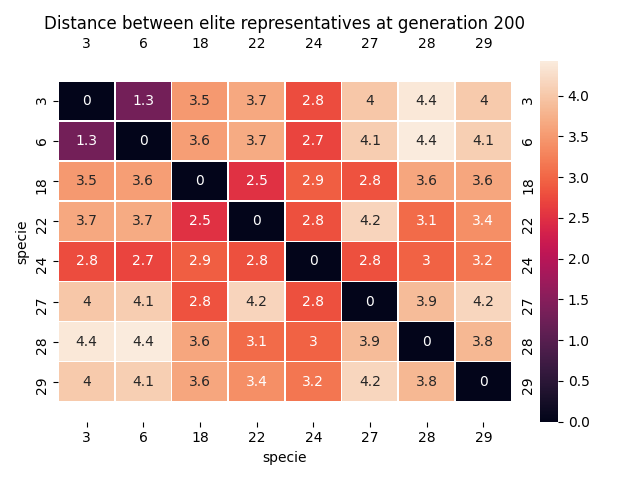 Distance between elite representatives at generation 200
3 6 18 22 24 27 28 29
3 0 1.3 3.5 3.7 2.8 4 4.4 4 3
6 1.3 0 3.6 3.7 2.7 4.1 4.4 4.1 6
18 3.5 3.6 0 2.5 2.9 2.8 3.6 3.6 18
22 3.7 3.7 2.5 0 2.8 4.2 3.1 3.4 22
24 2.8 2.7 2.9 2.8 0 2.8 3 3.2 24
27 4 4.1 2.8 4.2 2.8 0 3.9 4.2 27
28 4.4 4.4 3.6 3.1 3 3.9 0 3.8 28
29 4 4.1 3.6 3.4 3.2 4.2 3.8 0 29
3 6 18 22 24 27 28 29
specie
specie
4.0
3.5
3.0
2.5
2.0
1.5
1.0
0.5
0.0